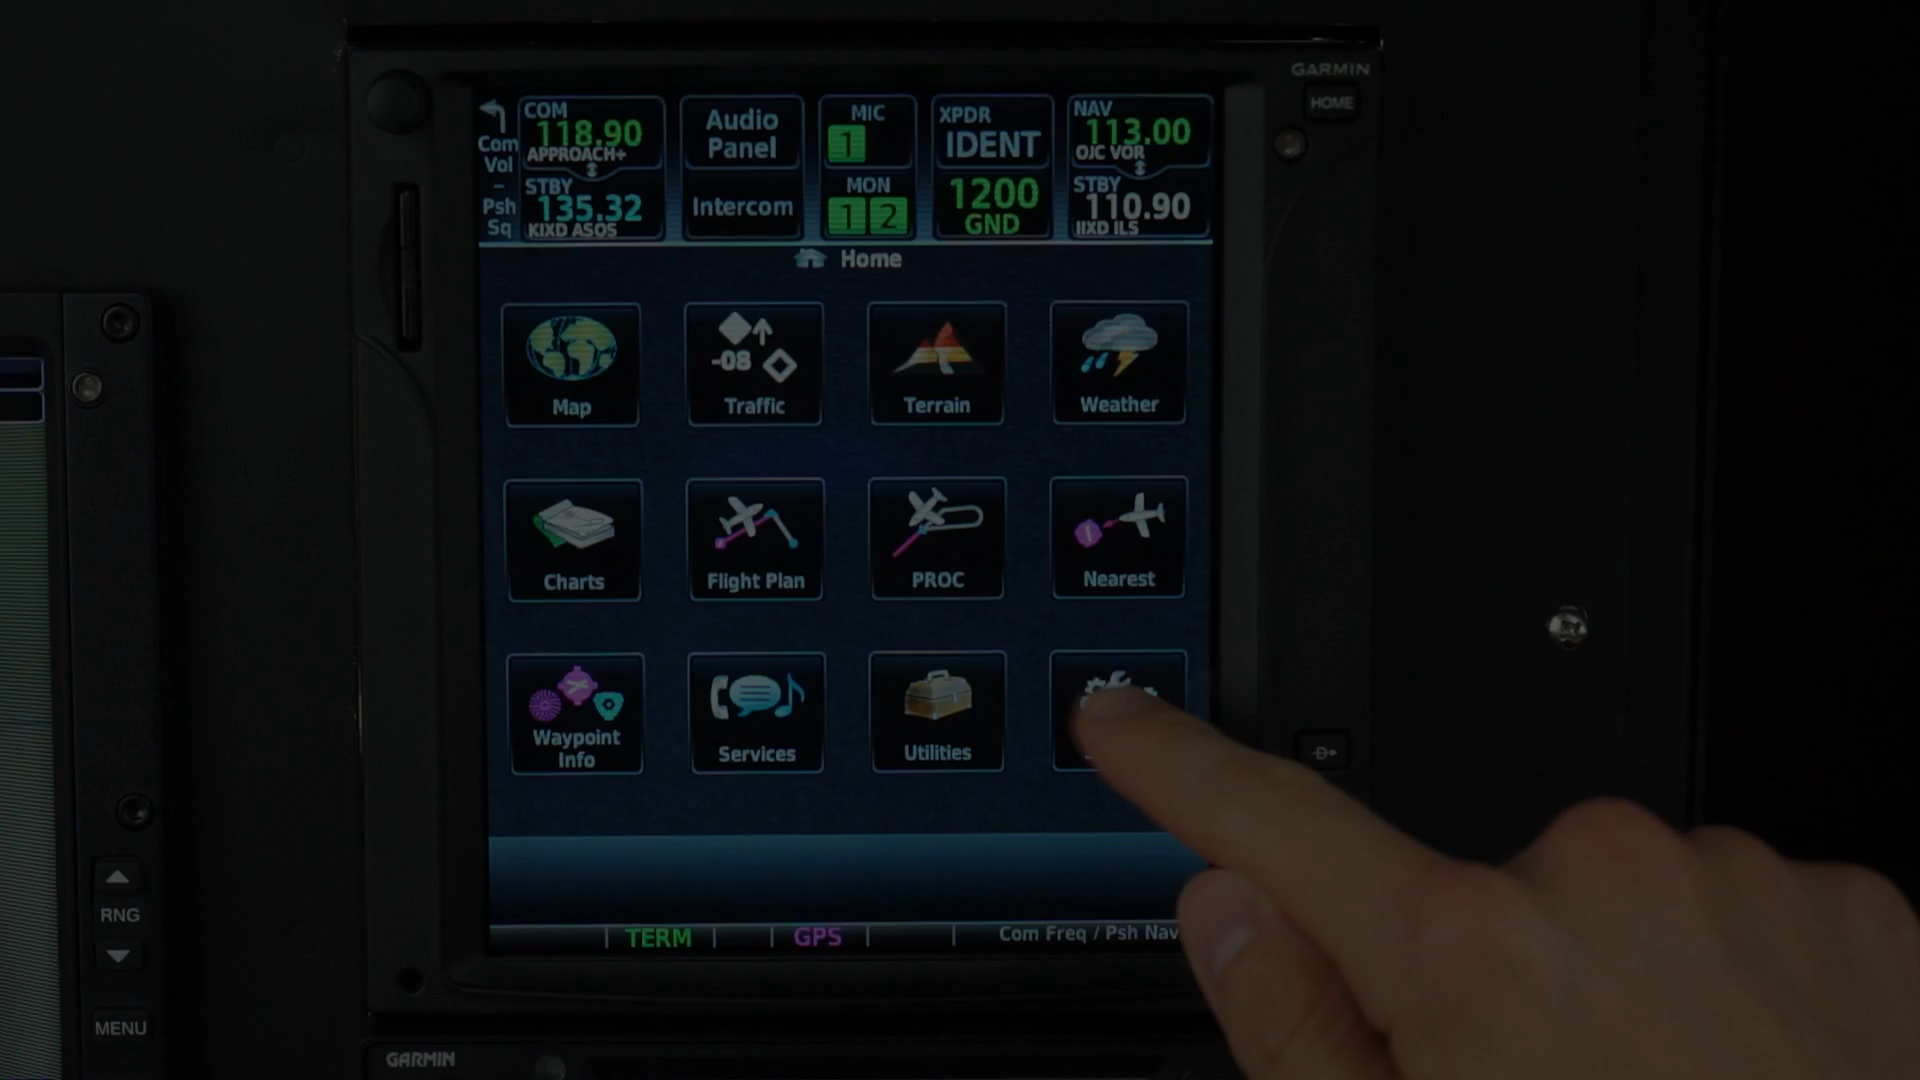 GARMIN
HOME
COM
118.90
APPROACH+
STBY
135.32
KIXD ASOS
Com
Vol
-
Psh
Sq
Audio
Panel
Intercom
MIC
1
MON
1 2
XPDR
IDENT
1200
GND
NAV
113.00
OJC VOR
STBY
110.90
IIXD ILS
Home
Map
-08
Traffic
Terrain
Weather
Charts
Flight Plan
PROC
Nearest
Waypoint
Info
Services
Utilities
TERM
GPS
Com Freq / Psh Nav
RNG
MENU
GARMIN